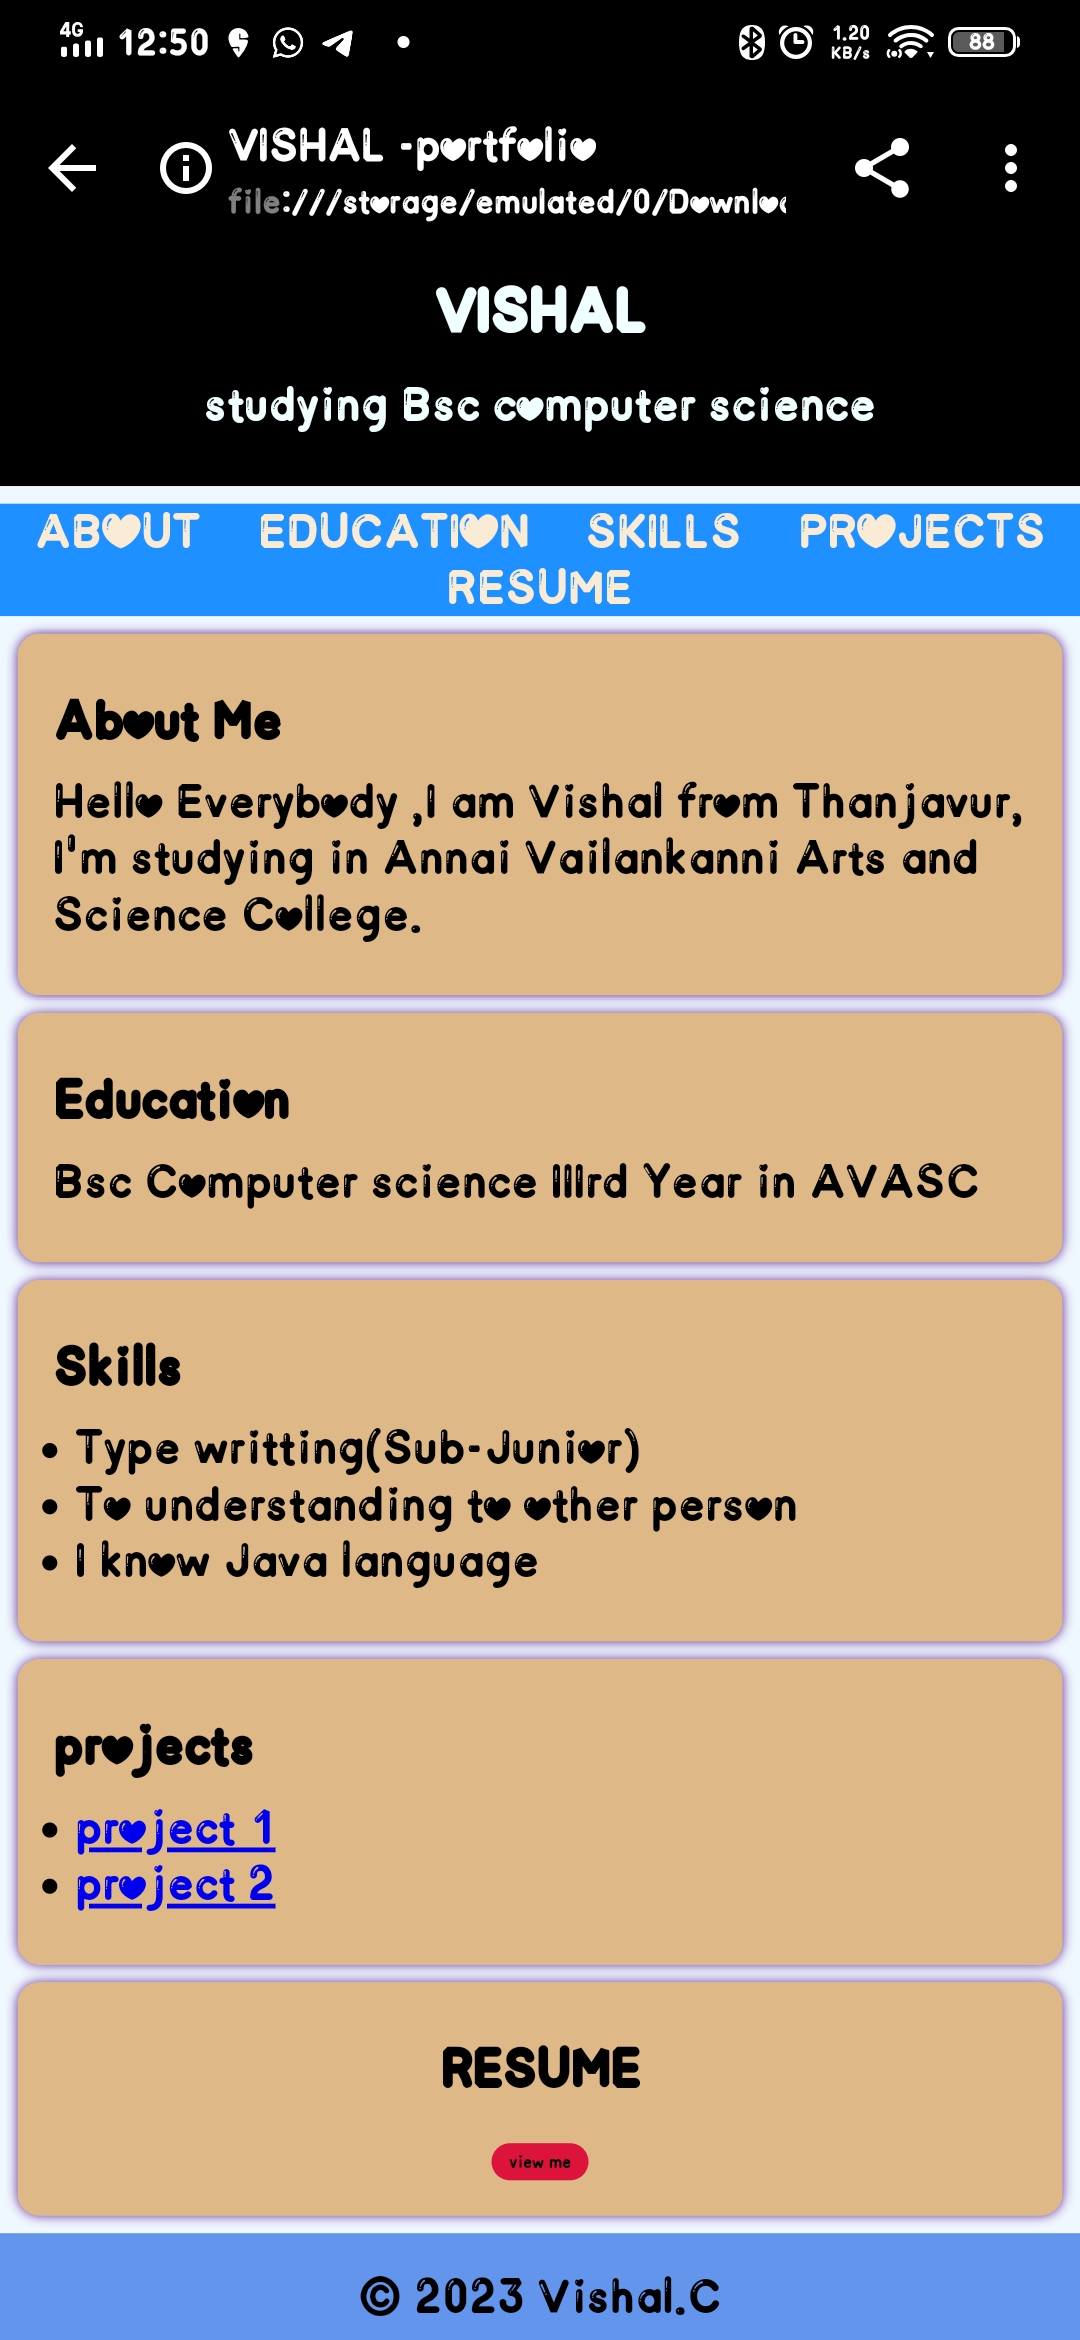 4G 12:50 1.20 KB/s 88
VISHAL -portfolio
file:///storage/emulated/0/
VISHAL
studying Bsc computer science
ABOUT EDUCATION SKILLS PROJECTS
RESUME
About Me
Hello Everybody ,I am Vishal from Thanjavur,
I'm studying in Annai Vailankanni Arts and
Science College.
Education
Bsc Computer science IIIrd Year in AVASC
Skills
• Type writting(Sub-Junior)
• To understanding to other person
• I know Java language
projects
• project 1
• project 2
RESUME
view me
© 2023 Vishal.C